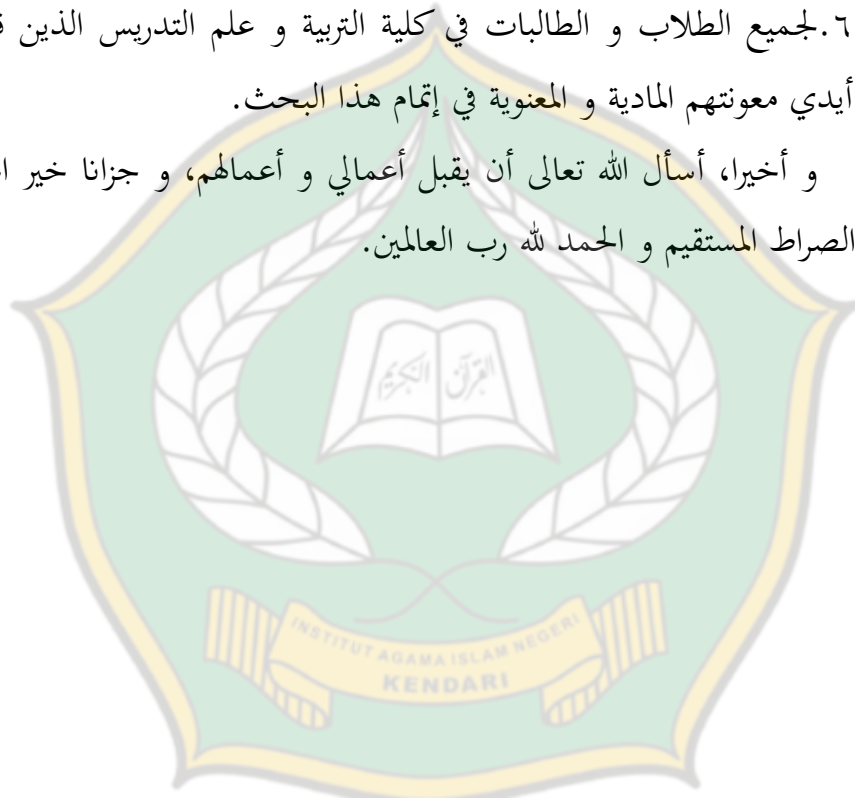 ٦.لجميع الطلاب و الطالبات في كلية التربية و علم التدريس الذين
أيدي معونتهم المادية و المعنوية في إتمام هذا البحث.
و أخيرا، أسأل الله تعالى أن يقبل أعمالي و أعمالهم، و جزانا خير
الصراط المستقيم و الحمد لله رب العالمين.
القرآن الكريم
INSTITUT AGAMA ISLAM NEGERI
KENDARI